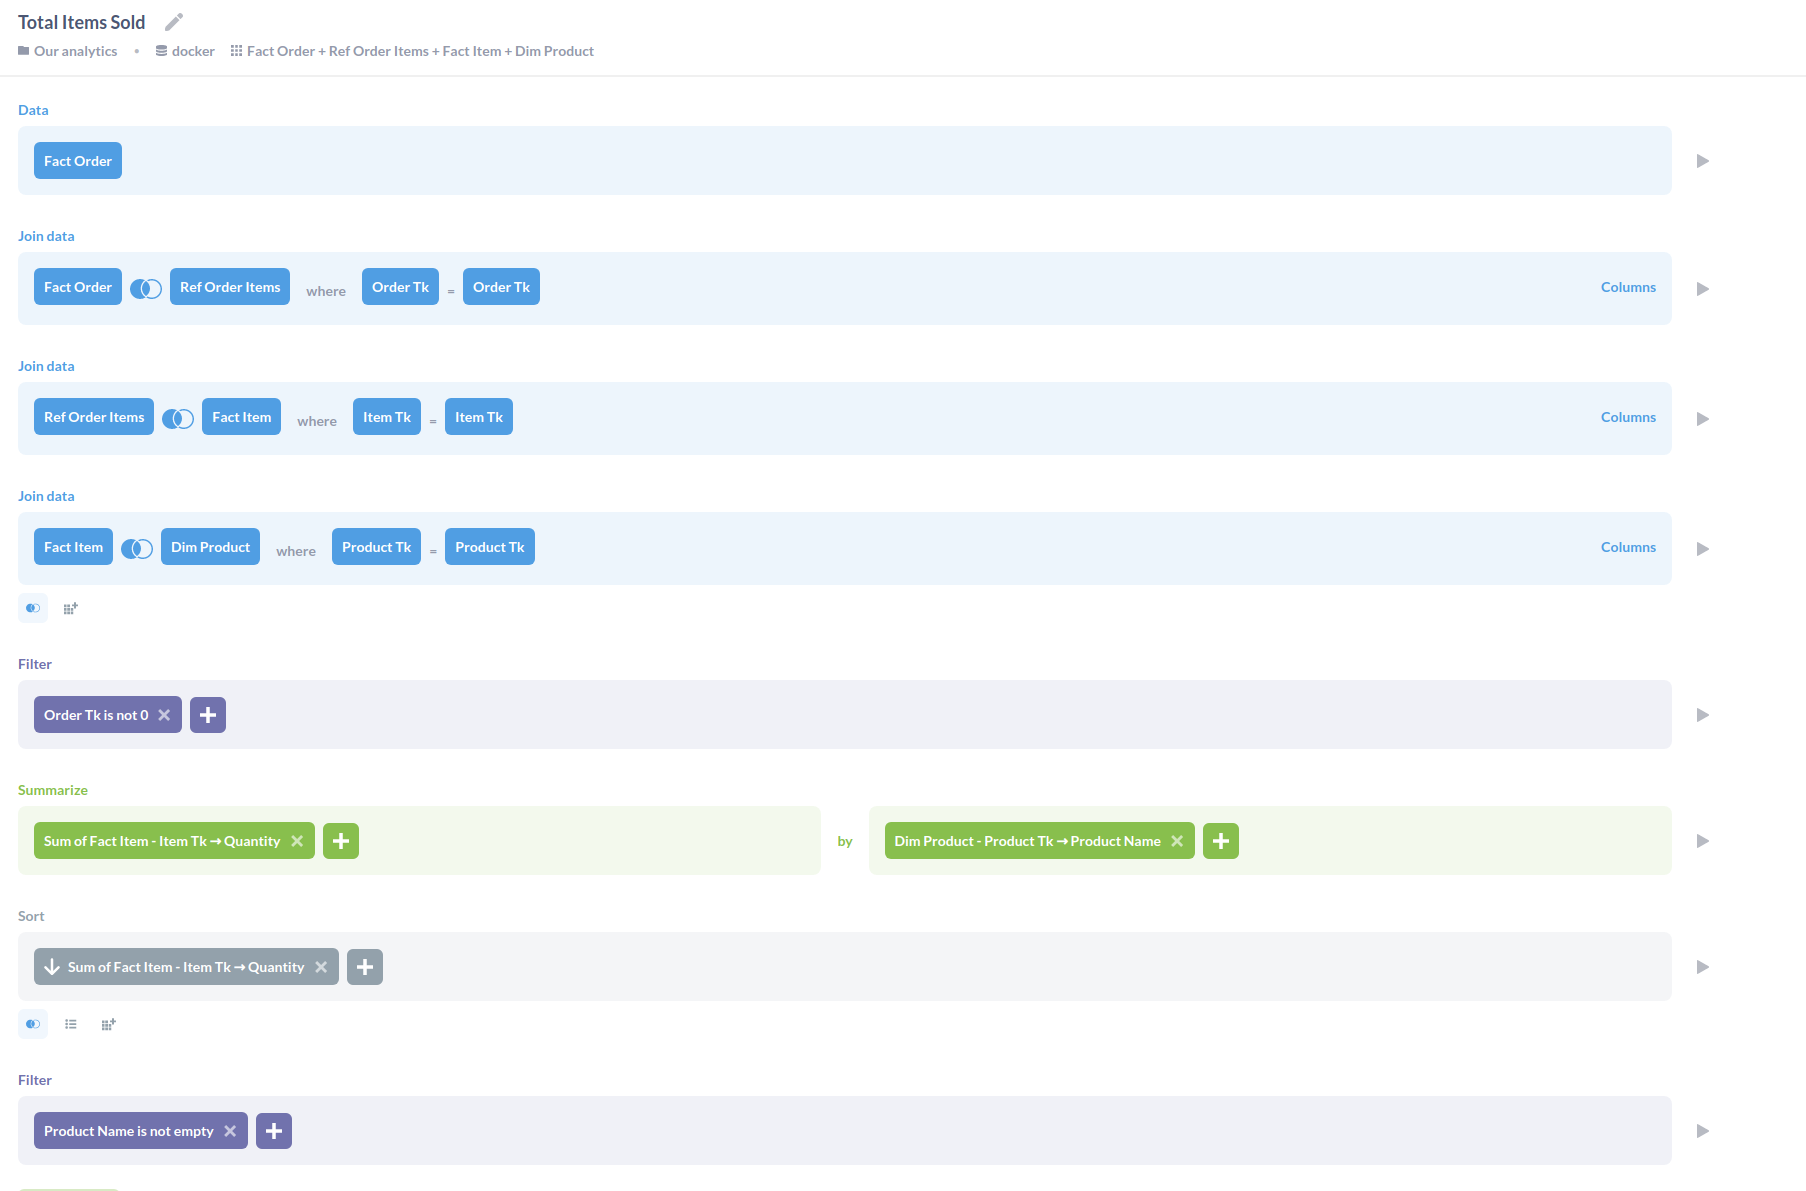 Total Items Sold
Our analytics • docker Fact Order + Ref Order Items + Fact Item + Dim Product
Data
Fact Order
Join data
Fact Order Ref Order Items where Order Tk = Order Tk Columns
Join data
Ref Order Items Fact Item where Item Tk = Item Tk Columns
Join data
Fact Item Dim Product where Product Tk = Product Tk Columns
Filter
Order Tk is not 0
Summarize
Sum of Fact Item - Item Tk → Quantity by Dim Product - Product Tk → Product Name
Sort
Sum of Fact Item - Item Tk → Quantity
Filter
Product Name is not empty